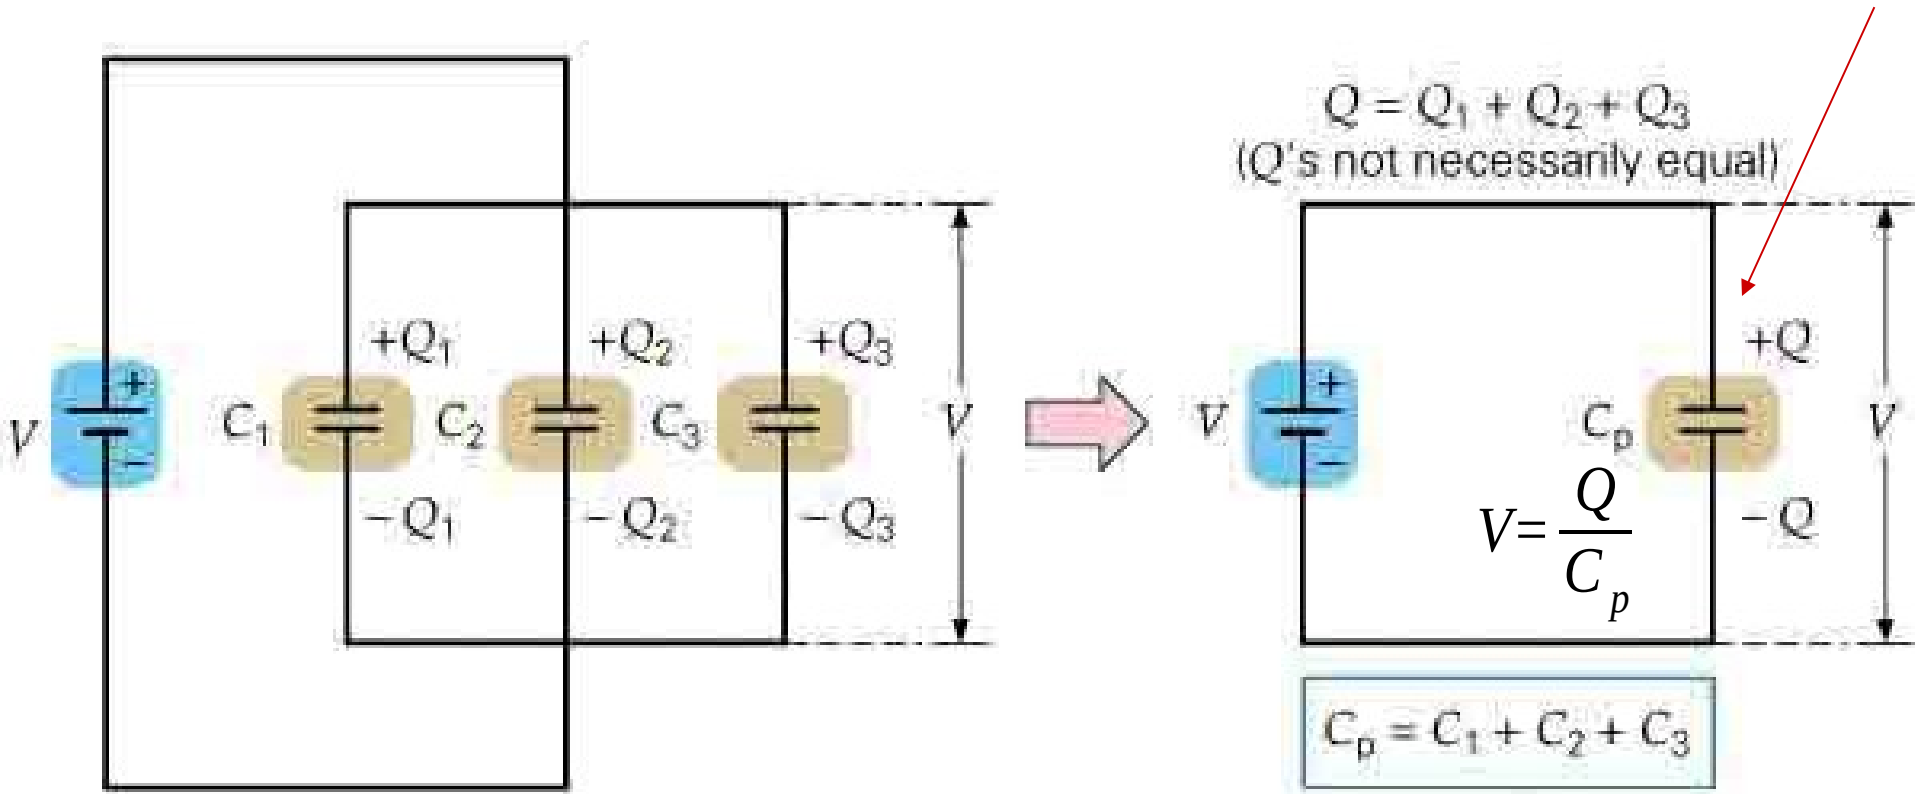 Q = Q₁ + Q₂ + Q₃
(Q's not necessarily equal)
+Q₁
+Q₂
+Q₃
+Q
+
−
V
C₁
C₂
C₃
V
V
+
−
Cₚ
V
−Q₁
−Q₂
−Q₃
−Q
V = Q / Cₚ
Cₚ = C₁ + C₂ + C₃